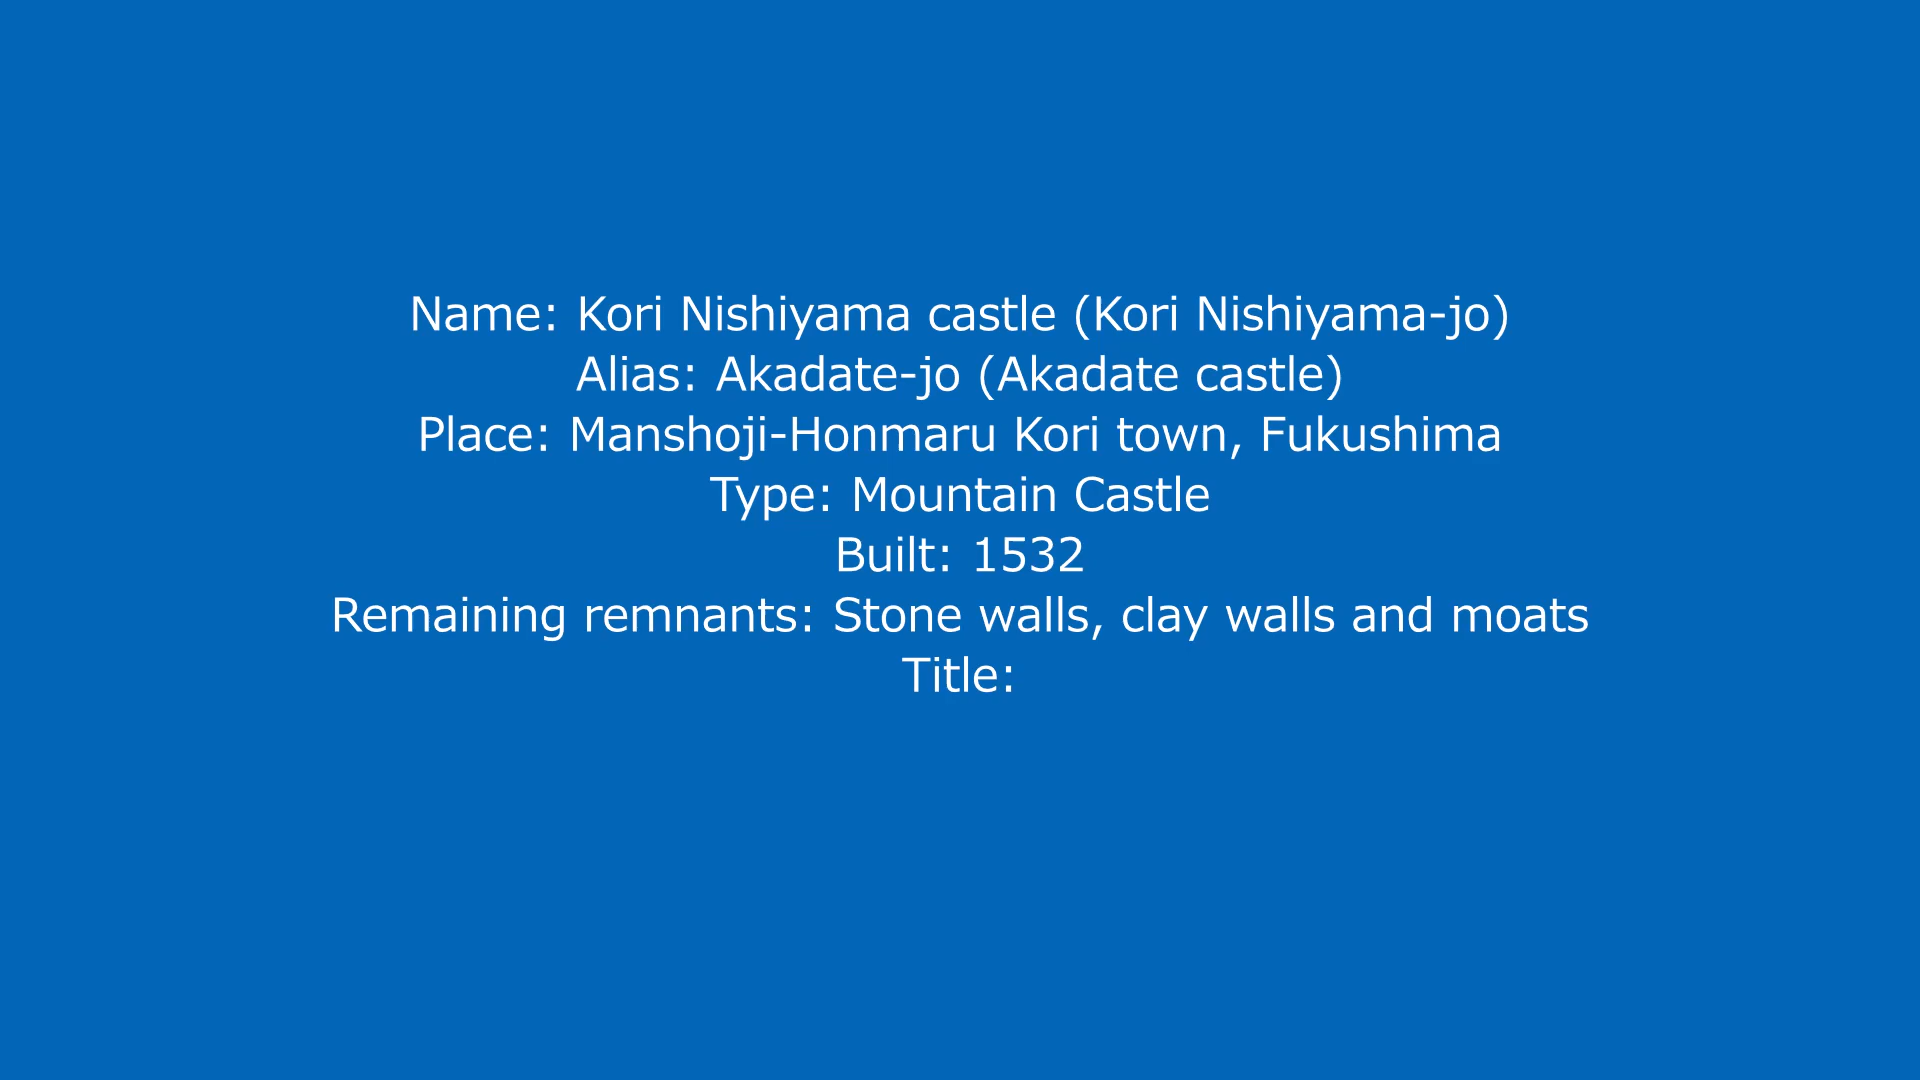 Name: Kori Nishiyama castle (Kori Nishiyama-jo)
Alias: Akadate-jo (Akadate castle)
Place: Manshoji-Honmaru Kori town, Fukushima
Type: Mountain Castle
Built: 1532
Remaining remnants: Stone walls, clay walls and moats
Title: